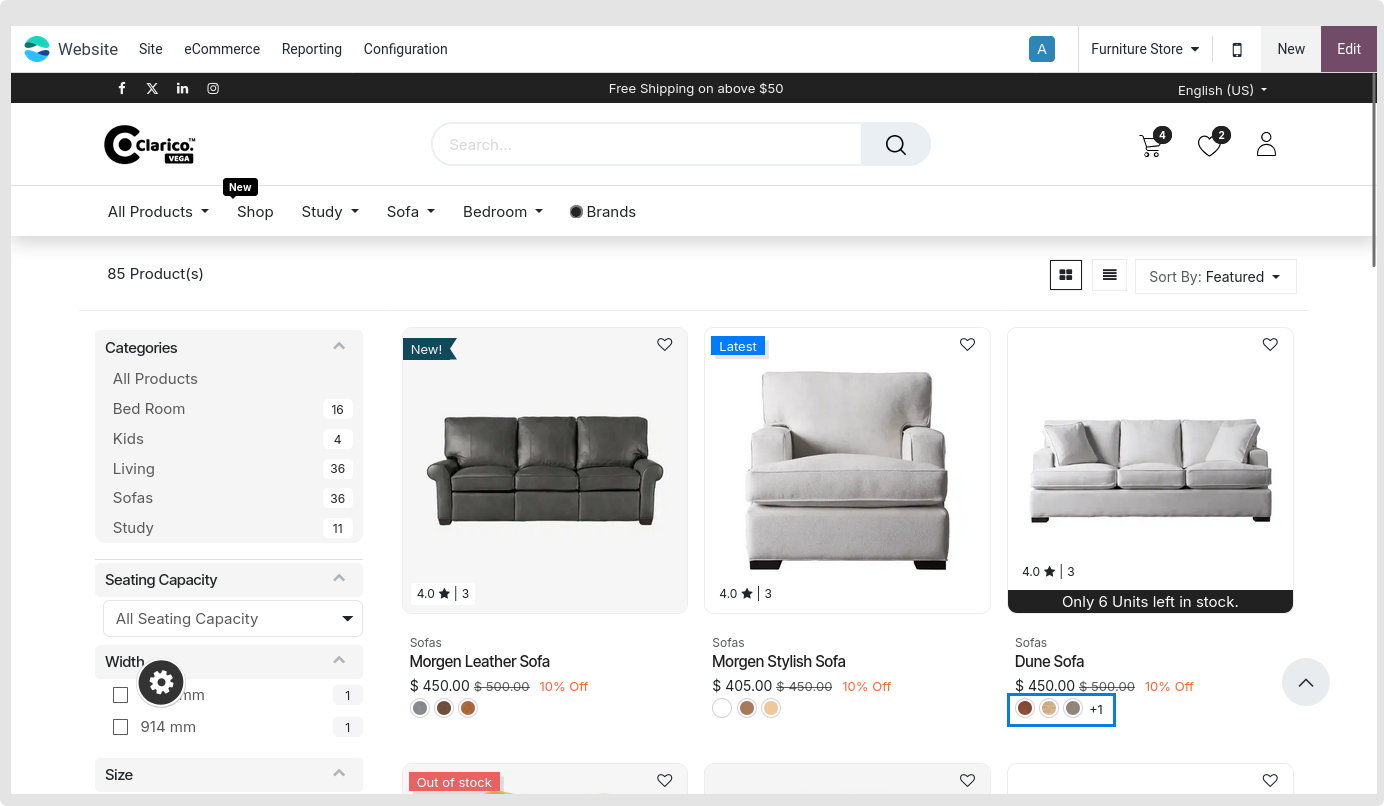 Website Site eCommerce Reporting Configuration A Furniture Store New Edit
Free Shipping on above $50 English (US)
Clarico.™ VEGA Search... 4 2
New
All Products Shop Study Sofa Bedroom Brands
85 Product(s) Sort By: Featured
Categories
All Products
Bed Room 16
Kids 4
Living 36
Sofas 36
Study 11
Seating Capacity
All Seating Capacity
Width
mm 1
914 mm 1
Size
New!
4.0 ★ | 3
Sofas
Morgen Leather Sofa
$ 450.00 $ 500.00 10% Off
Latest
4.0 ★ | 3
Sofas
Morgen Stylish Sofa
$ 405.00 $ 450.00 10% Off
4.0 ★ | 3
Only 6 Units left in stock.
Sofas
Dune Sofa
$ 450.00 $ 500.00 10% Off
+1
Out of stock